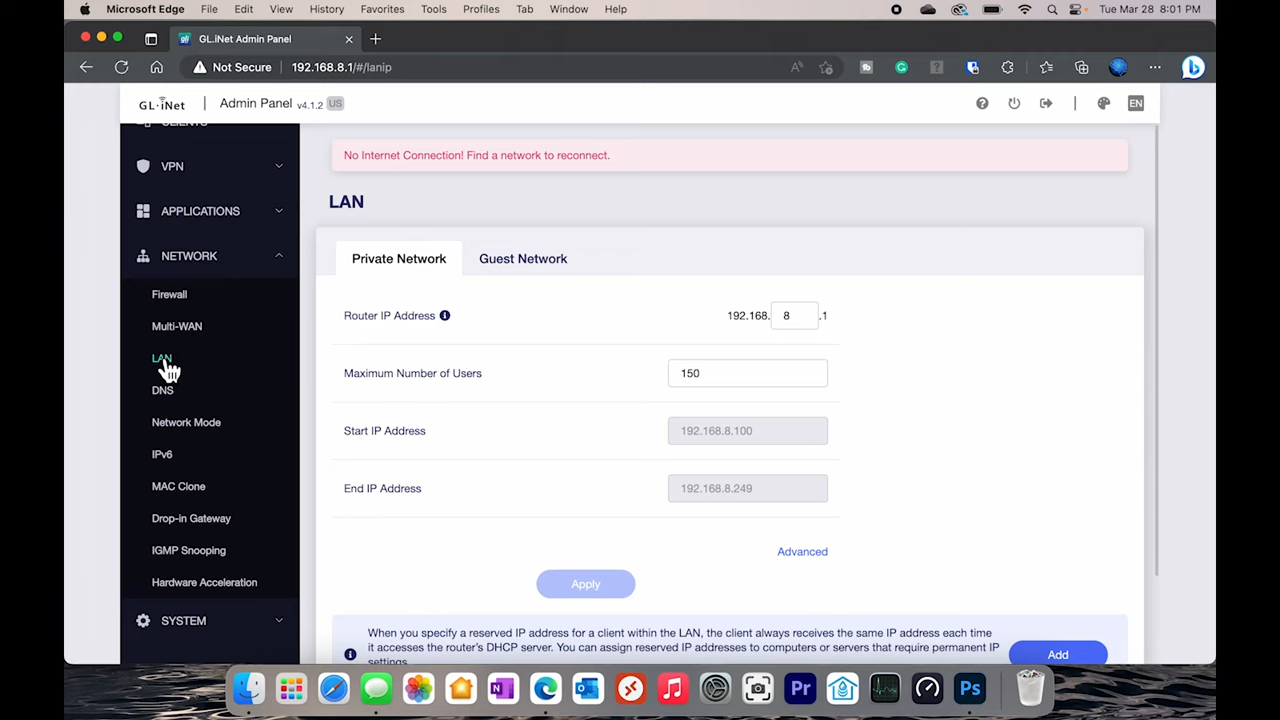 Microsoft Edge File Edit View History Favorites Tools Profiles Tab Window Help Tue Mar 28 8:01 PM
GL.iNet Admin Panel
Not Secure 192.168.8.1/#/lanip
GL·iNet Admin Panel v4.1.2 US EN
CLIENTS
VPN
APPLICATIONS
NETWORK
Firewall
Multi-WAN
LAN
DNS
Network Mode
IPv6
MAC Clone
Drop-in Gateway
IGMP Snooping
Hardware Acceleration
SYSTEM
No Internet Connection! Find a network to reconnect.
LAN
Private Network Guest Network
Router IP Address 192.168. 8 .1
Maximum Number of Users 150
Start IP Address 192.168.8.100
End IP Address 192.168.8.249
Advanced
Apply
When you specify a reserved IP address for a client within the LAN, the client always receives the same IP address each time
it accesses the router's DHCP server. You can assign reserved IP addresses to computers or servers that require permanent IP
settings.
Add
Pr
Ps